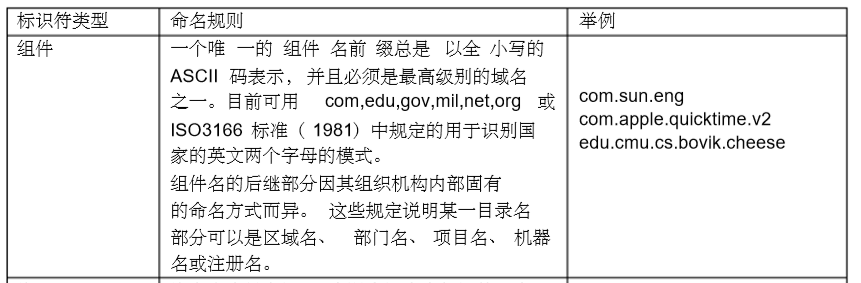 标识符类型 命名规则 举例
组件 一个唯 一的 组件 名前 缀总是 以全 小写的
ASCII 码表示，并且必须是最高级别的域名
之一。目前可用 com,edu,gov,mil,net,org 或
ISO3166 标准（ 1981）中规定的用于识别国
家的英文两个字母的模式。
组件名的后继部分因其组织机构内部固有
的命名方式而异。 这些规定说明某一目录名
部分可以是区域名、 部门名、 项目名、 机器
名或注册名。
com.sun.eng
com.apple.quicktime.v2
edu.cmu.cs.bovik.cheese